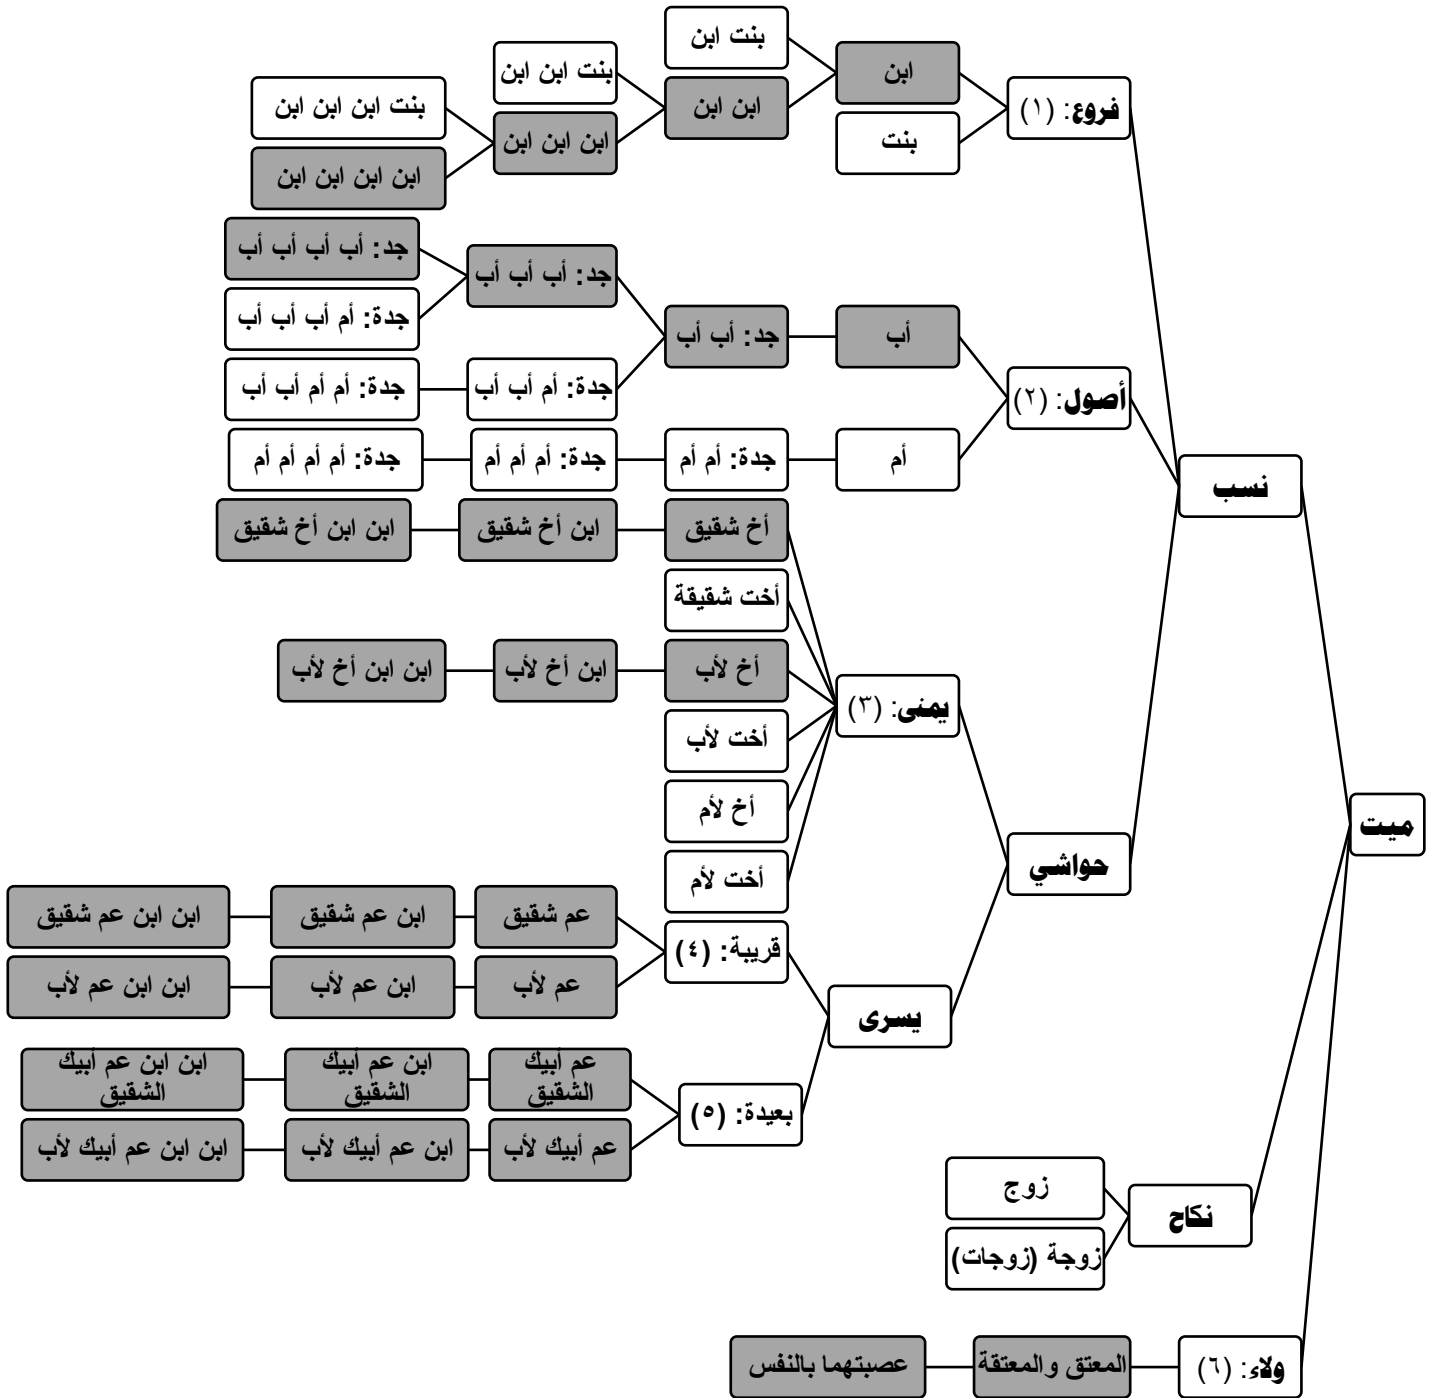 ميت
نسب
فروع: (١)
ابن
بنت ابن
ابن ابن
بنت ابن ابن
ابن ابن ابن
بنت ابن ابن ابن
ابن ابن ابن ابن
بنت
أصول: (٢)
أب
جد: أب أب
جد: أب أب أب
جد: أب أب أب أب
جدة: أم أب أب أب
جدة: أم أب أب
جدة: أم أم أب أب
أم
جدة: أم أم
جدة: أم أم أم
جدة: أم أم أم أم
حواشي
يمنى: (٣)
أخ شقيق
ابن أخ شقيق
ابن ابن أخ شقيق
أخت شقيقة
أخ لأب
ابن أخ لأب
ابن ابن أخ لأب
أخت لأب
أخ لأم
أخت لأم
يسرى
قريبة: (٤)
عم شقيق
ابن عم شقيق
ابن ابن عم شقيق
عم لأب
ابن عم لأب
ابن ابن عم لأب
بعيدة: (٥)
عم أبيك
الشقيق
ابن عم أبيك
الشقيق
ابن ابن عم أبيك
الشقيق
عم أبيك لأب
ابن عم أبيك لأب
ابن ابن عم أبيك لأب
نكاح
زوج
زوجة (زوجات)
ولاء: (٦)
المعتق والمعتقة
عصبتهما بالنفس